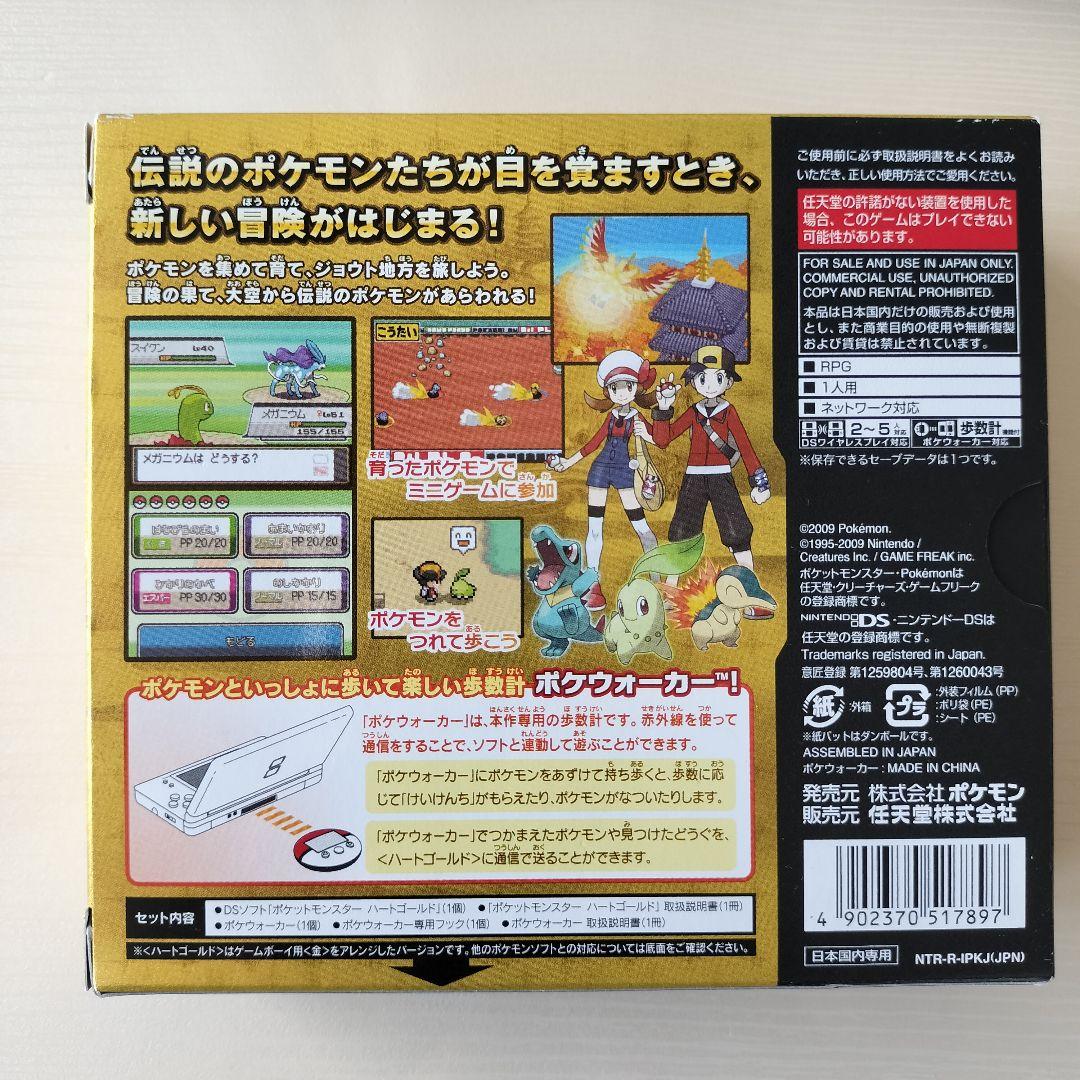 伝説のポケモンたちが目を覚ますとき、
新しい冒険がはじまる！
ポケモンを集めて育て、ジョウト地方を旅しよう。
冒険の果て、大空から伝説のポケモンがあらわれる！
スイクン Lv40
メガニウム ♀Lv51
HP
155/155
メガニウムは どうする？
こうたい
育ったポケモンで
ミニゲームに参加
はなびらのまい
PP 20/20
あまいかおり
ノーマル PP 20/20
ひかりのかべ
エスパー PP 30/30
のしかかり
ノーマル PP 15/15
もどる
ポケモンを
つれて歩こう
ポケモンといっしょに歩いて楽しい歩数計 ポケウォーカー™！
「ポケウォーカー」は、本作専用の歩数計です。赤外線を使って
通信をすることで、ソフトと連動して遊ぶことができます。
「ポケウォーカー」にポケモンをあずけて持ち歩くと、歩数に応
じて「けいけんち」がもらえたり、ポケモンがなついたりします。
「ポケウォーカー」でつかまえたポケモンや見つけたどうぐを、
＜ハートゴールド＞に通信で送ることができます。
セット内容
●DSソフト「ポケットモンスター ハートゴールド」(1個) ●「ポケットモンスター ハートゴールド」取扱説明書(1冊)
●ポケウォーカー(1個) ●ポケウォーカー専用フック(1個) ●ポケウォーカー 取扱説明書(1冊)
※＜ハートゴールド＞はゲームボーイ用＜金＞をアレンジしたバージョンです。他のポケモンソフトとの対応については底面をご確認ください。
ご使用前に必ず取扱説明書をよくお読み
いただき、正しい使用方法でご愛用ください。
任天堂の許諾がない装置を使用した
場合、このゲームはプレイできない
可能性があります。
FOR SALE AND USE IN JAPAN ONLY.
COMMERCIAL USE, UNAUTHORIZED
COPY AND RENTAL PROHIBITED.
本品は日本国内だけの販売および使用
とし、また商業目的の使用や無断複製
および賃貸は禁止されています。
■ RPG
■ 1人用
■ ネットワーク対応
2～5人対応
DSワイヤレスプレイ対応
歩数計機能付
ポケウォーカー対応
※保存できるセーブデータは1つです。
©2009 Pokémon.
©1995-2009 Nintendo /
Creatures Inc. / GAME FREAK inc.
ポケットモンスター・Pokémonは
任天堂・クリーチャーズ・ゲームフリーク
の登録商標です。
NINTENDO DS・ニンテンドーDSは
任天堂の登録商標です。
Trademarks registered in Japan.
意匠登録 第1259804号、第1260043号
紙 :外箱
プラ :外装フィルム (PP)
:ポリ袋 (PE)
:シート (PE)
※紙パットはダンボールです。
ASSEMBLED IN JAPAN
ポケウォーカー : MADE IN CHINA
発売元 株式会社ポケモン
販売元 任天堂株式会社
4 902370 517897
日本国内専用
NTR-R-IPKJ(JPN)